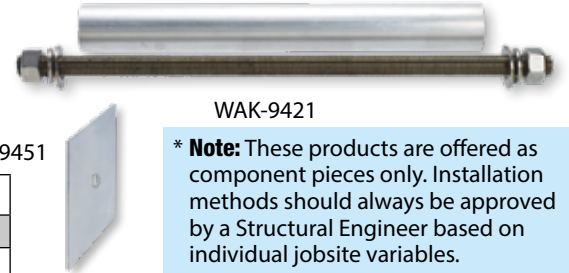 WAK-9421
9451
* Note: These products are offered as
component pieces only. Installation
methods should always be approved
by a Structural Engineer based on
individual jobsite variables.